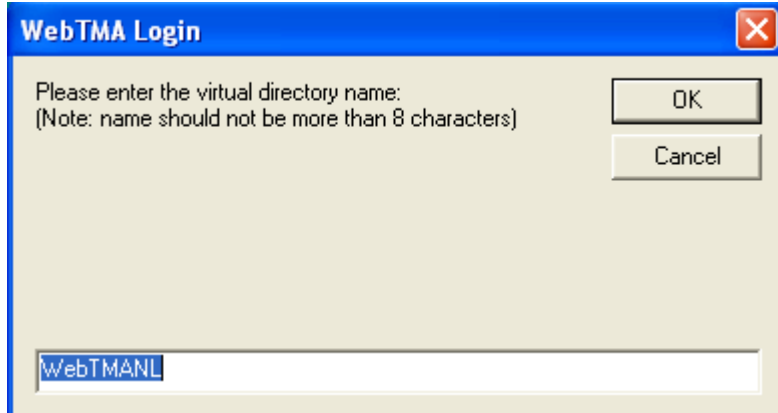 WebTMA Login
Please enter the virtual directory name:
(Note: name should not be more than 8 characters)
OK
Cancel
WebTMANL